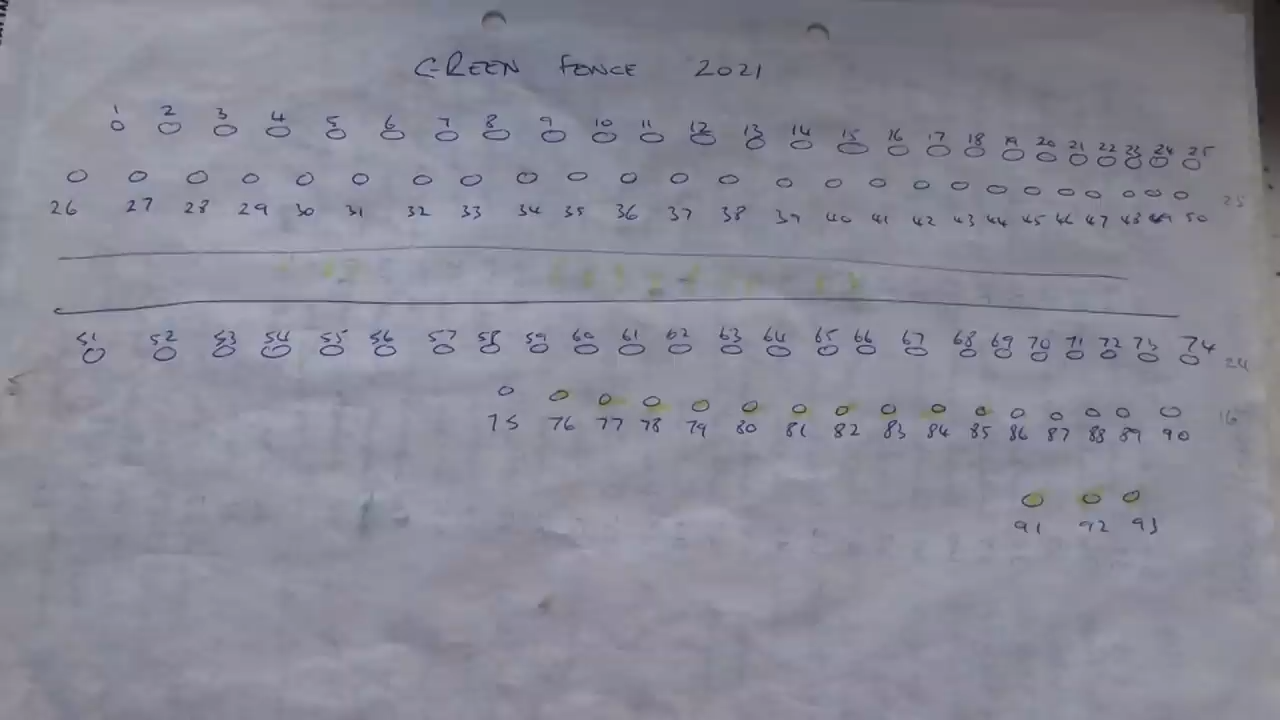 GREEN FONCE 2021
1 2 3 4 5 6 7 8 9 10 11 12 13 14 15 16 17 18 19 20 21 22 23 24 25
26 27 28 29 30 31 32 33 34 35 36 37 38 39 40 41 42 43 44 45 46 47 48 49 50 25
51 52 53 54 55 56 57 58 59 60 61 62 63 64 65 66 67 68 69 70 71 72 73 74 24
75 76 77 78 79 80 81 82 83 84 85 86 87 88 89 90 16
91 92 93